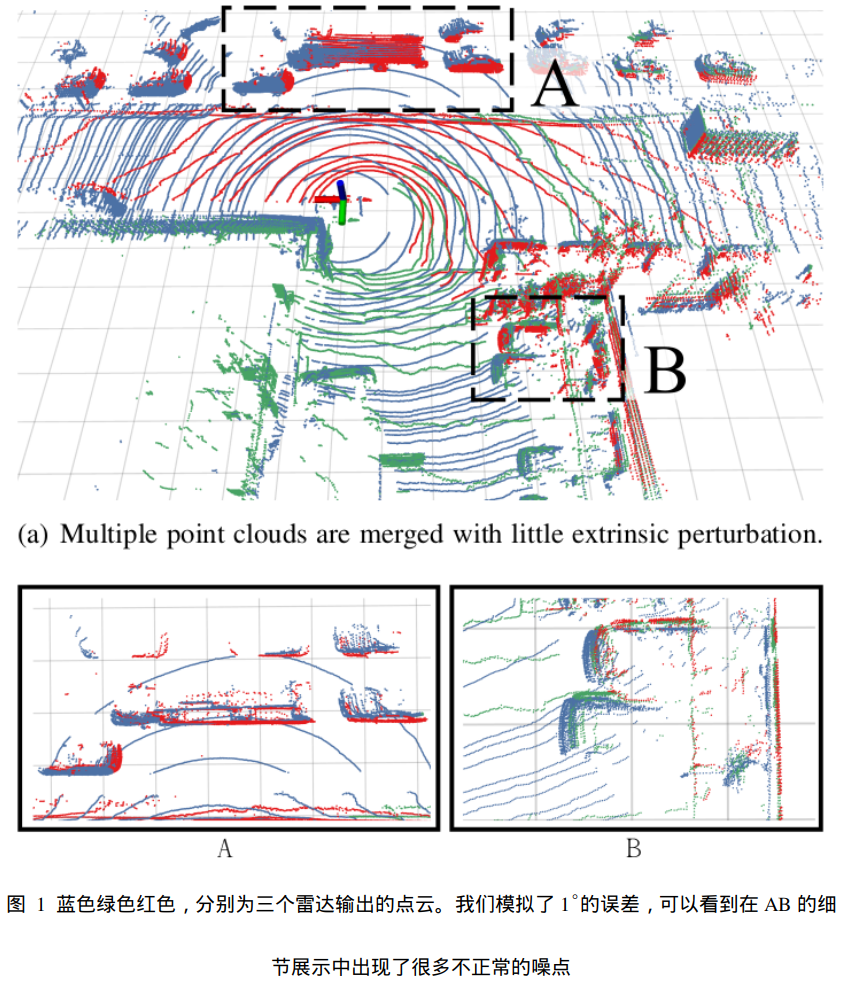 A
B
(a) Multiple point clouds are merged with little extrinsic perturbation.
A
B
图 1 蓝色绿色红色，分别为三个雷达输出的点云。我们模拟了 1°的误差，可以看到在 AB 的细
节展示中出现了很多不正常的噪点